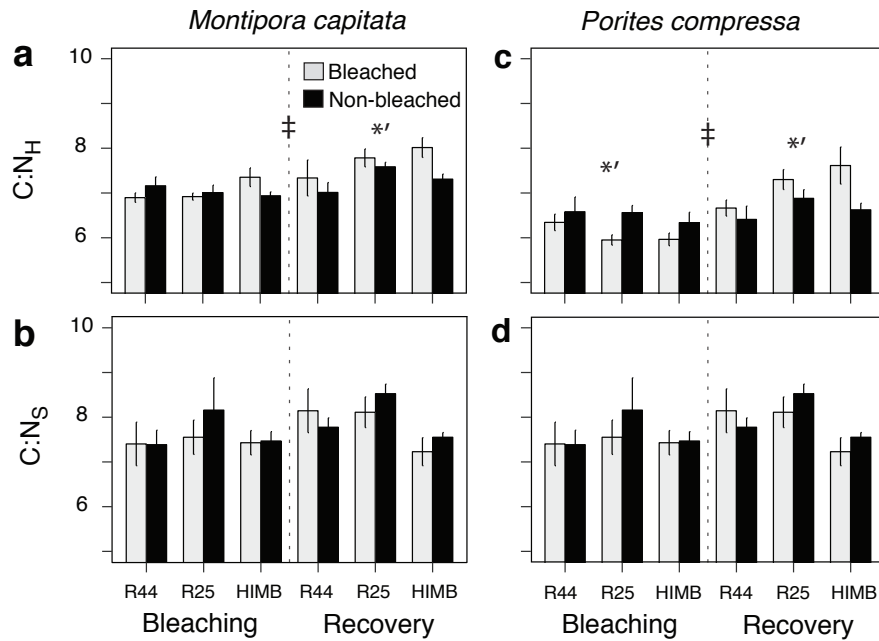 Montipora capitata
Porites compressa
a
10
8
6
C:NH
Bleached
Non-bleached
‡
*′
c
*′
‡
*′
b
10
8
6
C:NS
d
R44 R25 HIMB R44 R25 HIMB
Bleaching Recovery
R44 R25 HIMB R44 R25 HIMB
Bleaching Recovery